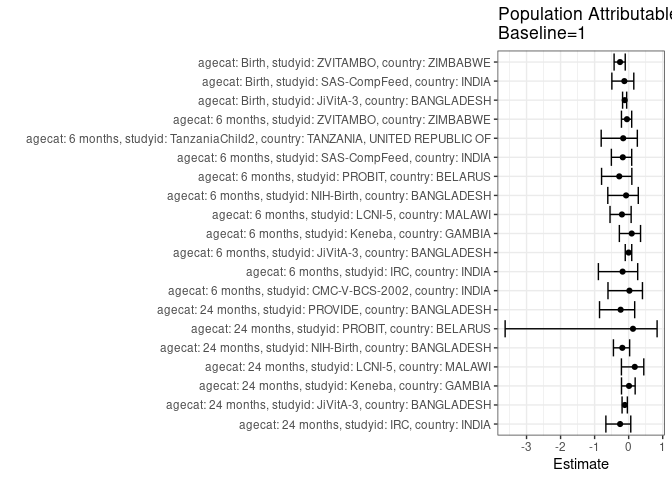 Population Attributable
Baseline=1
agecat: Birth, studyid: ZVITAMBO, country: ZIMBABWE
agecat: Birth, studyid: SAS-CompFeed, country: INDIA
agecat: Birth, studyid: JiVitA-3, country: BANGLADESH
agecat: 6 months, studyid: ZVITAMBO, country: ZIMBABWE
agecat: 6 months, studyid: TanzaniaChild2, country: TANZANIA, UNITED REPUBLIC OF
agecat: 6 months, studyid: SAS-CompFeed, country: INDIA
agecat: 6 months, studyid: PROBIT, country: BELARUS
agecat: 6 months, studyid: NIH-Birth, country: BANGLADESH
agecat: 6 months, studyid: LCNI-5, country: MALAWI
agecat: 6 months, studyid: Keneba, country: GAMBIA
agecat: 6 months, studyid: JiVitA-3, country: BANGLADESH
agecat: 6 months, studyid: IRC, country: INDIA
agecat: 6 months, studyid: CMC-V-BCS-2002, country: INDIA
agecat: 24 months, studyid: PROVIDE, country: BANGLADESH
agecat: 24 months, studyid: PROBIT, country: BELARUS
agecat: 24 months, studyid: NIH-Birth, country: BANGLADESH
agecat: 24 months, studyid: LCNI-5, country: MALAWI
agecat: 24 months, studyid: Keneba, country: GAMBIA
agecat: 24 months, studyid: JiVitA-3, country: BANGLADESH
agecat: 24 months, studyid: IRC, country: INDIA
-3 -2 -1 0 1
Estimate